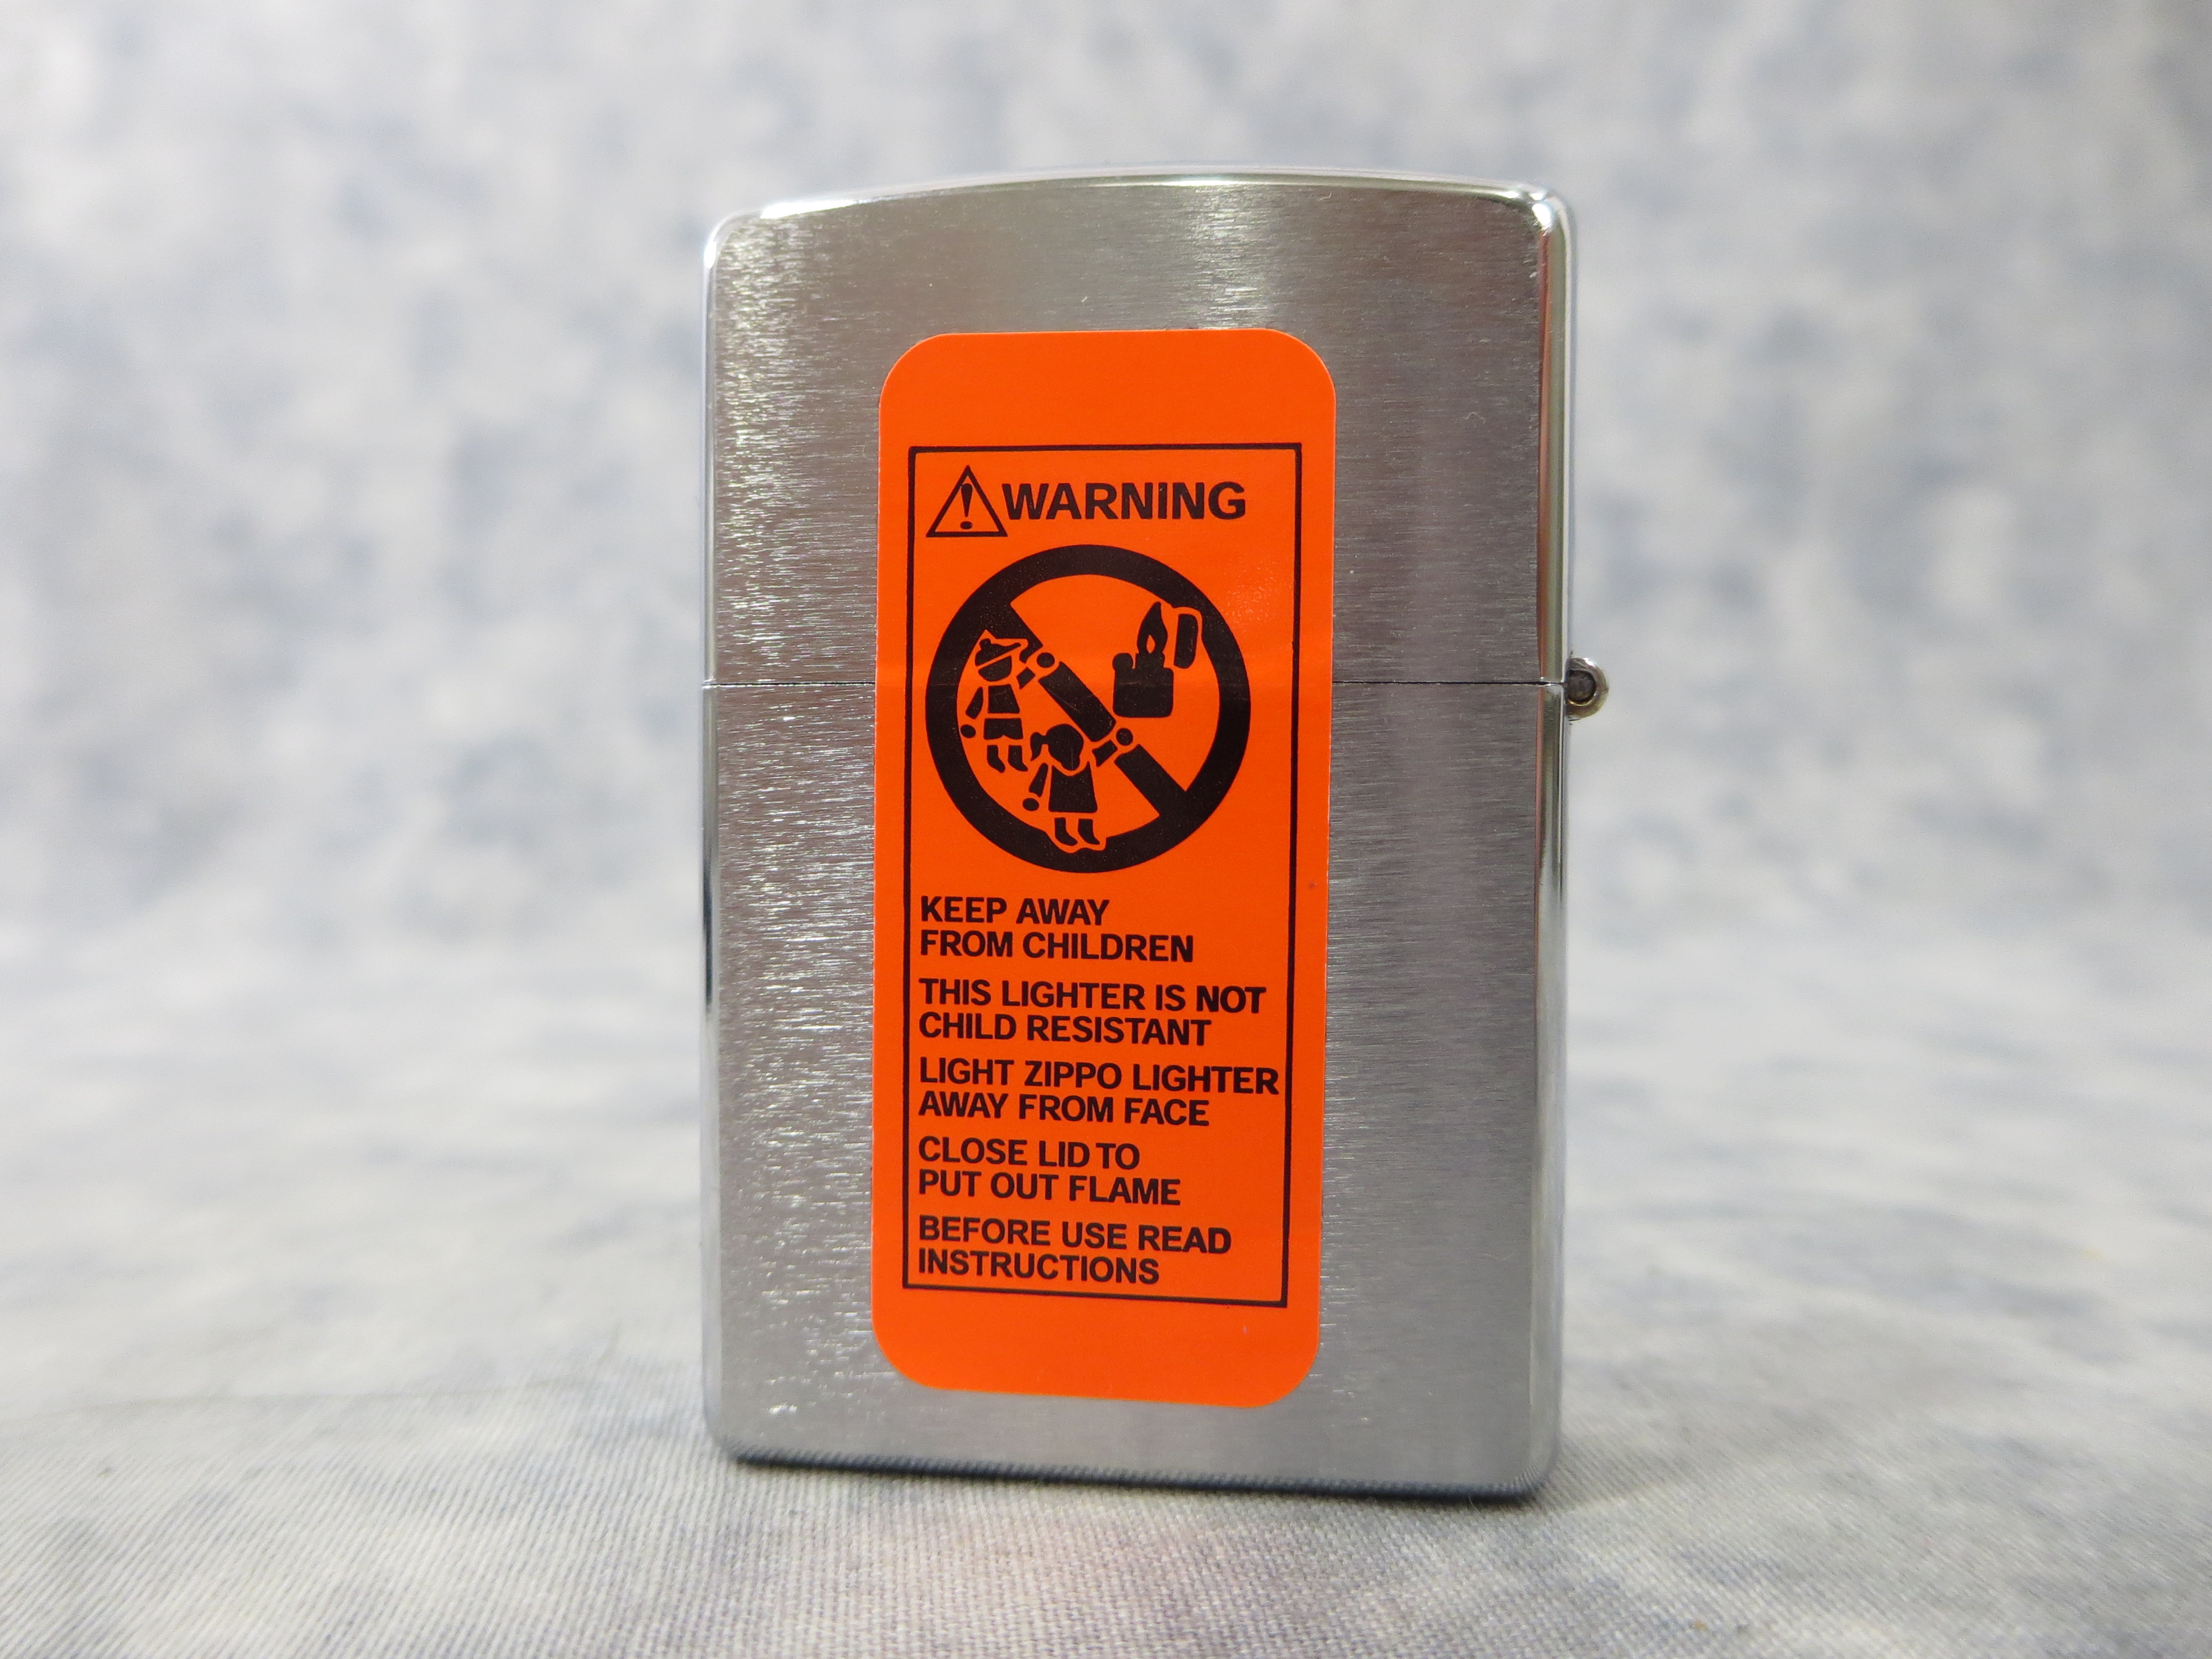 WARNING
KEEP AWAY
FROM CHILDREN
THIS LIGHTER IS NOT
CHILD RESISTANT
LIGHT ZIPPO LIGHTER
AWAY FROM FACE
CLOSE LID TO
PUT OUT FLAME
BEFORE USE READ
INSTRUCTIONS